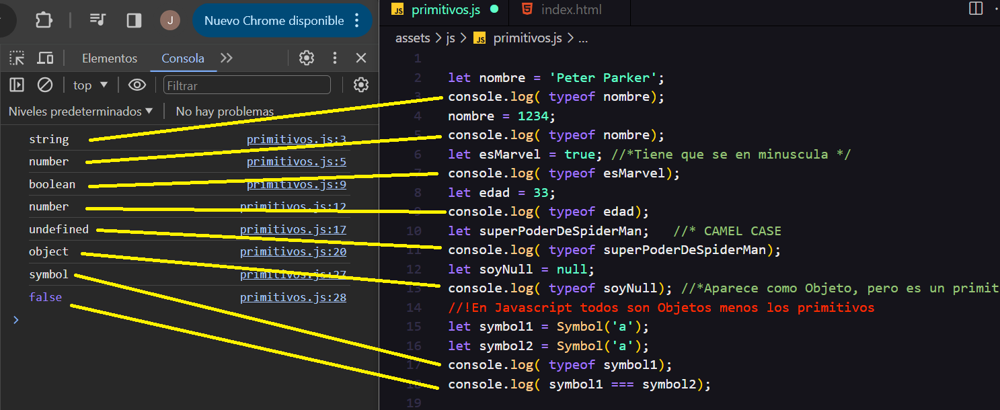 J
Nuevo Chrome disponible
Elementos
Consola
top
Filtrar
Niveles predeterminados
No hay problemas
string primitivos.js:3
number primitivos.js:5
boolean primitivos.js:9
number primitivos.js:12
undefined primitivos.js:17
object primitivos.js:20
symbol primitivos.js:27
false primitivos.js:28
>
JS primitivos.js
5 index.html
assets > js > JS primitivos.js > ...
1
2 let nombre = 'Peter Parker';
3 console.log( typeof nombre);
4 nombre = 1234;
5 console.log( typeof nombre);
6 let esMarvel = true; //*Tiene que se en minuscula */
7 console.log( typeof esMarvel);
8 let edad = 33;
9 console.log( typeof edad);
10 let superPoderDeSpiderMan; //* CAMEL CASE
11 console.log( typeof superPoderDeSpiderMan);
12 let soyNull = null;
13 console.log( typeof soyNull); //*Aparece como Objeto, pero es un primit
14 //!En Javascript todos son Objetos menos los primitivos
15 let symbol1 = Symbol('a');
16 let symbol2 = Symbol('a');
17 console.log( typeof symbol1);
18 console.log( symbol1 === symbol2);
19